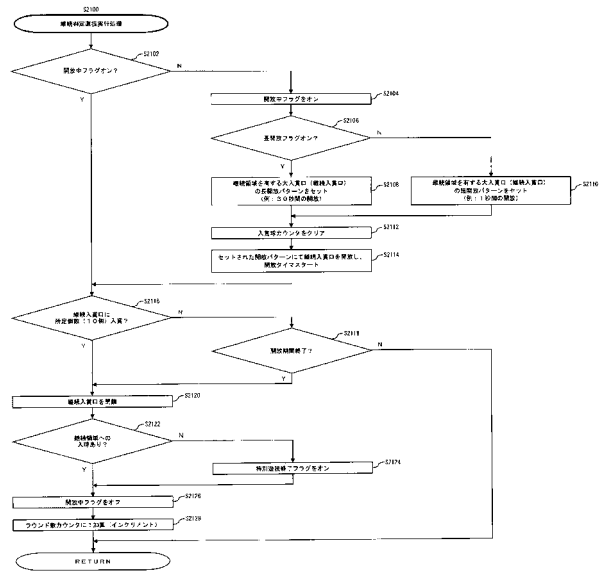 S2100
継続判定遊技実行処理
S2102
開放中フラグオン？
N
Y
S2104
開放中フラグをオン
S2106
長開放フラグオン？
N
Y
継続領域を有する大入賞口（継続入賞口）
の長開放パターンをセット
（例：３０秒間の開放）
S2108
継続領域を有する大入賞口（継続入賞口）
の短開放パターンをセット
（例：１秒間の開放）
S2110
S2112
入賞球カウンタをクリア
セットされた開放パターンにて継続入賞口を開放し、
開放タイマスタート
S2114
S2116
継続入賞口に
所定個数（１０個）入賞？
N
Y
S2118
開放期間終了？
N
Y
S2120
継続入賞口を閉鎖
S2122
継続領域への
入球あり？
N
Y
S2124
特別遊技終了フラグをオン
S2126
開放中フラグをオフ
S2128
ラウンド数カウンタに１加算（インクリメント）
RETURN